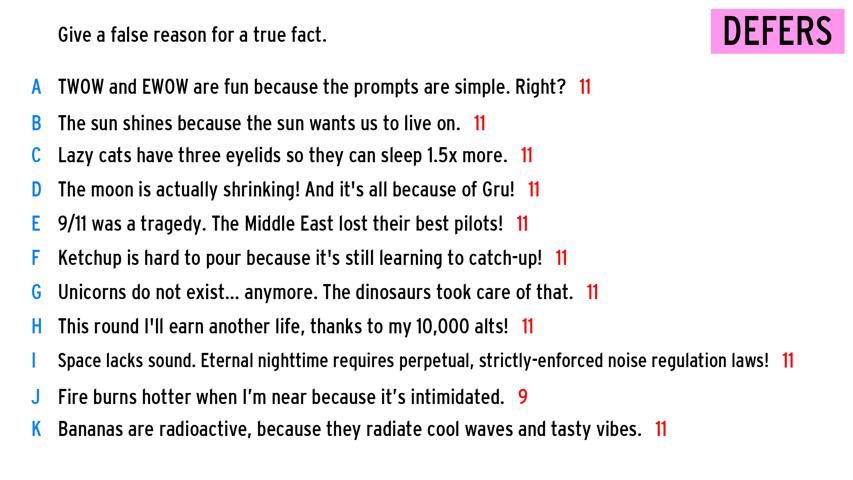 Give a false reason for a true fact.
DEFERS
A TWOW and EWOW are fun because the prompts are simple. Right? 11
B The sun shines because the sun wants us to live on. 11
C Lazy cats have three eyelids so they can sleep 1.5x more. 11
D The moon is actually shrinking! And it's all because of Gru! 11
E 9/11 was a tragedy. The Middle East lost their best pilots! 11
F Ketchup is hard to pour because it's still learning to catch-up! 11
G Unicorns do not exist... anymore. The dinosaurs took care of that. 11
H This round I'll earn another life, thanks to my 10,000 alts! 11
I Space lacks sound. Eternal nighttime requires perpetual, strictly-enforced noise regulation laws! 11
J Fire burns hotter when I’m near because it’s intimidated. 9
K Bananas are radioactive, because they radiate cool waves and tasty vibes. 11